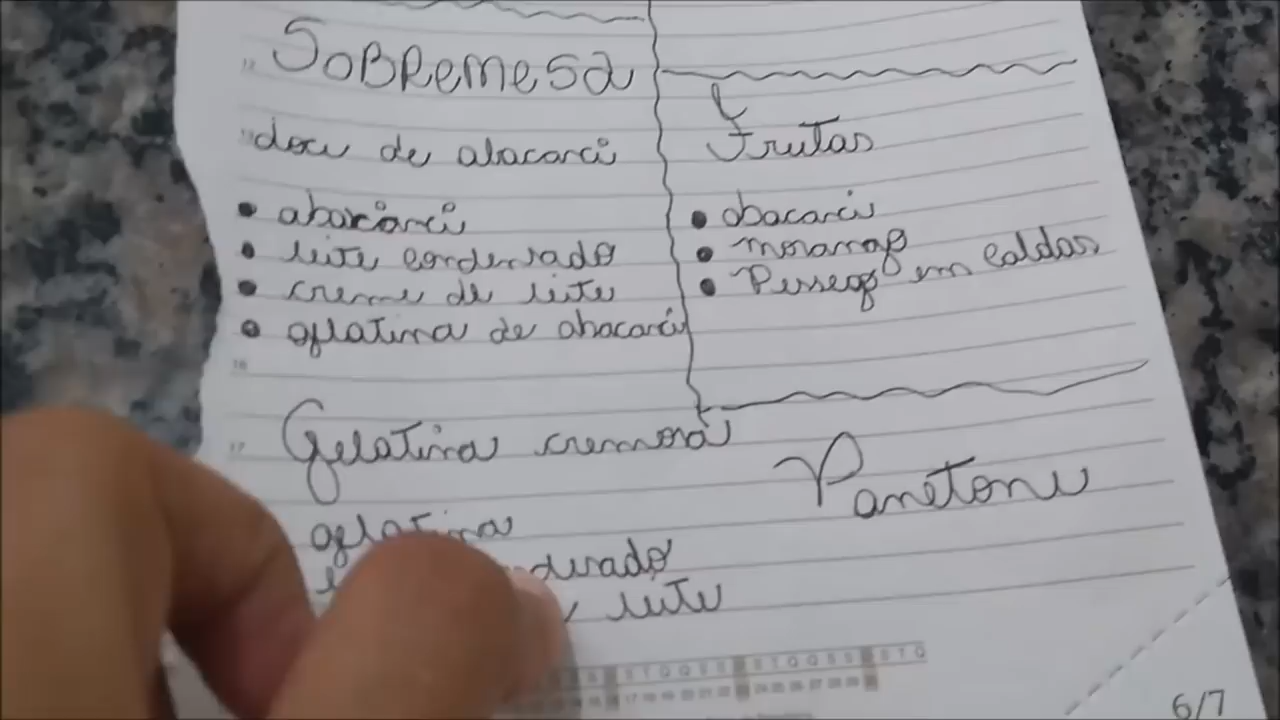 Sobremesa
doce de abacaxi
• abacaxi
• leite condensado
• creme de leite
• gelatina de abacaxi
Frutas
• abacaxi
• morango
• Pessego em caldas
Gelatina cremosa
gelatina
leite
Panetone
6/7